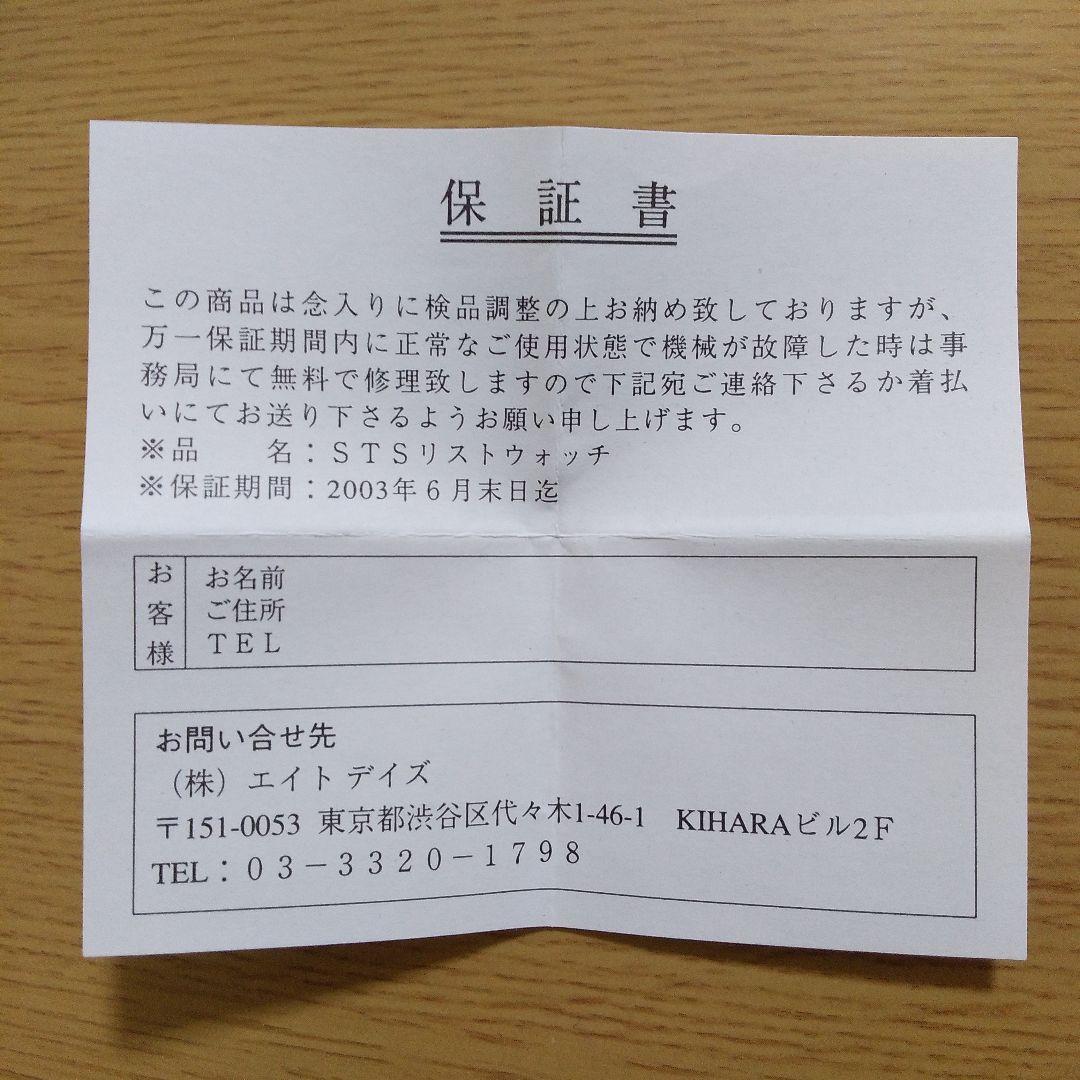 保 証 書
この商品は念入りに検品調整の上お納め致しておりますが、
万一保証期間内に正常なご使用状態で機械が故障した時は事
務局にて無料で修理致しますので下記宛ご連絡下さるか着払
いにてお送り下さるようお願い申し上げます。
※品　　名：ＳＴＳリストウォッチ
※保証期間：2003年６月末日迄
お客様
お名前
ご住所
ＴＥＬ
お問い合せ先
（株）エイト デイズ
〒151-0053 東京都渋谷区代々木1-46-1　KIHARAビル2Ｆ
TEL：０３－３３２０－１７９８